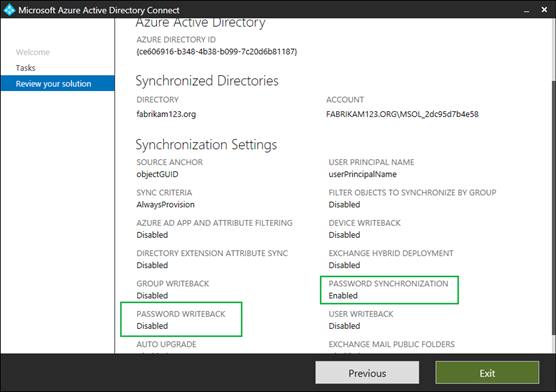 Microsoft Azure Active Directory Connect
Welcome
Tasks
Review your solution
Azure Active Directory
AZURE DIRECTORY ID
{ce606916-b348-4b38-b099-7c20d6b81187}
Synchronized Directories
DIRECTORY
ACCOUNT
fabrikam123.org
FABRIKAM123.ORG\MSOL_2dc95d7b4e58
Synchronization Settings
SOURCE ANCHOR
objectGUID
USER PRINCIPAL NAME
userPrincipalName
SYNC CRITERIA
AlwaysProvision
FILTER OBJECTS TO SYNCHRONIZE BY GROUP
Disabled
AZURE AD APP AND ATTRIBUTE FILTERING
Disabled
DEVICE WRITEBACK
Disabled
DIRECTORY EXTENSION ATTRIBUTE SYNC
Disabled
EXCHANGE HYBRID DEPLOYMENT
Disabled
GROUP WRITEBACK
Disabled
PASSWORD SYNCHRONIZATION
Enabled
PASSWORD WRITEBACK
Disabled
USER WRITEBACK
Disabled
AUTO UPGRADE
EXCHANGE MAIL PUBLIC FOLDERS
Previous
Exit